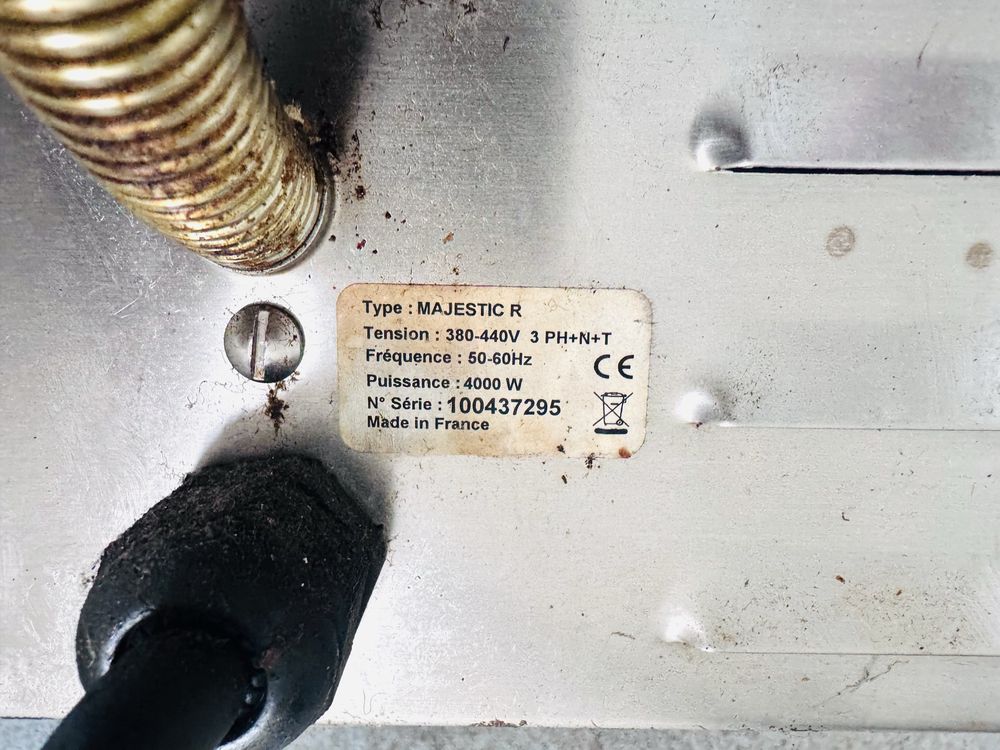 Type : MAJESTIC R
Tension : 380-440V 3 PH+N+T
Fréquence : 50-60Hz
CE
Puissance : 4000 W
N° Série : 100437295
Made in France